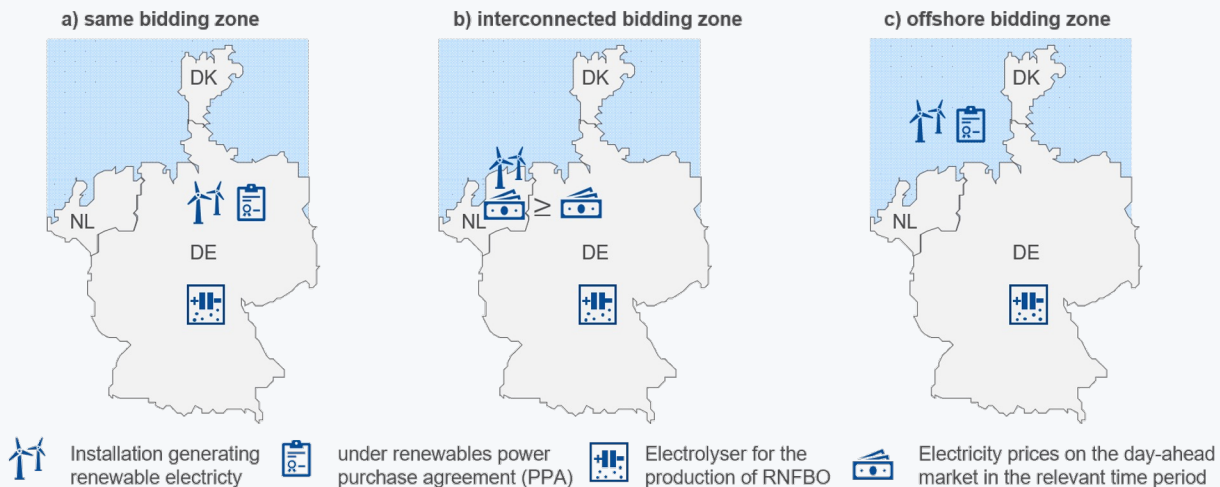 a) same bidding zone
b) interconnected bidding zone
c) offshore bidding zone
DK
NL
DE
DK
NL
≥
DE
DK
NL
DE
Installation generating
renewable electricty
under renewables power
purchase agreement (PPA)
Electrolyser for the
production of RNFBO
Electricity prices on the day-ahead
market in the relevant time period